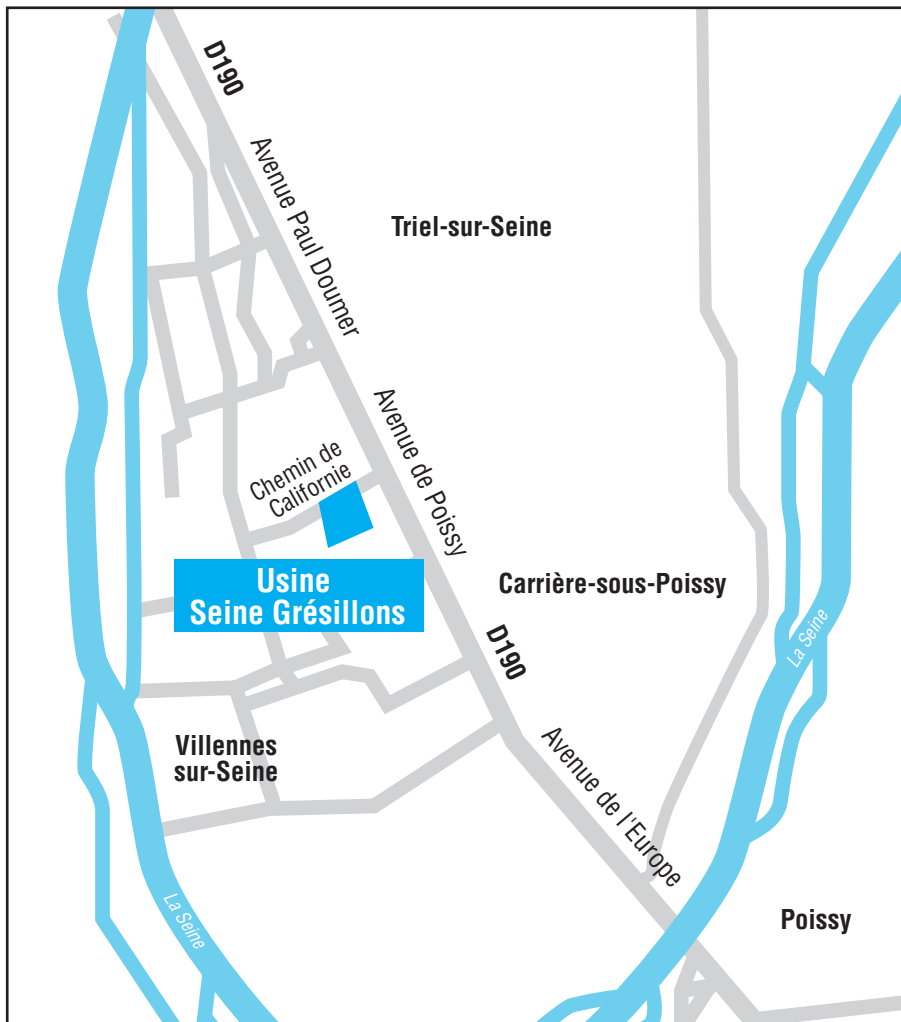 D190
Avenue Paul Doumer
Triel-sur-Seine
Avenue de Poissy
Chemin de
Californie
Usine
Seine Grésillons
Carrière-sous-Poissy
La Seine
D190
Villennes
sur-Seine
Avenue de l'Europe
La Seine
Poissy